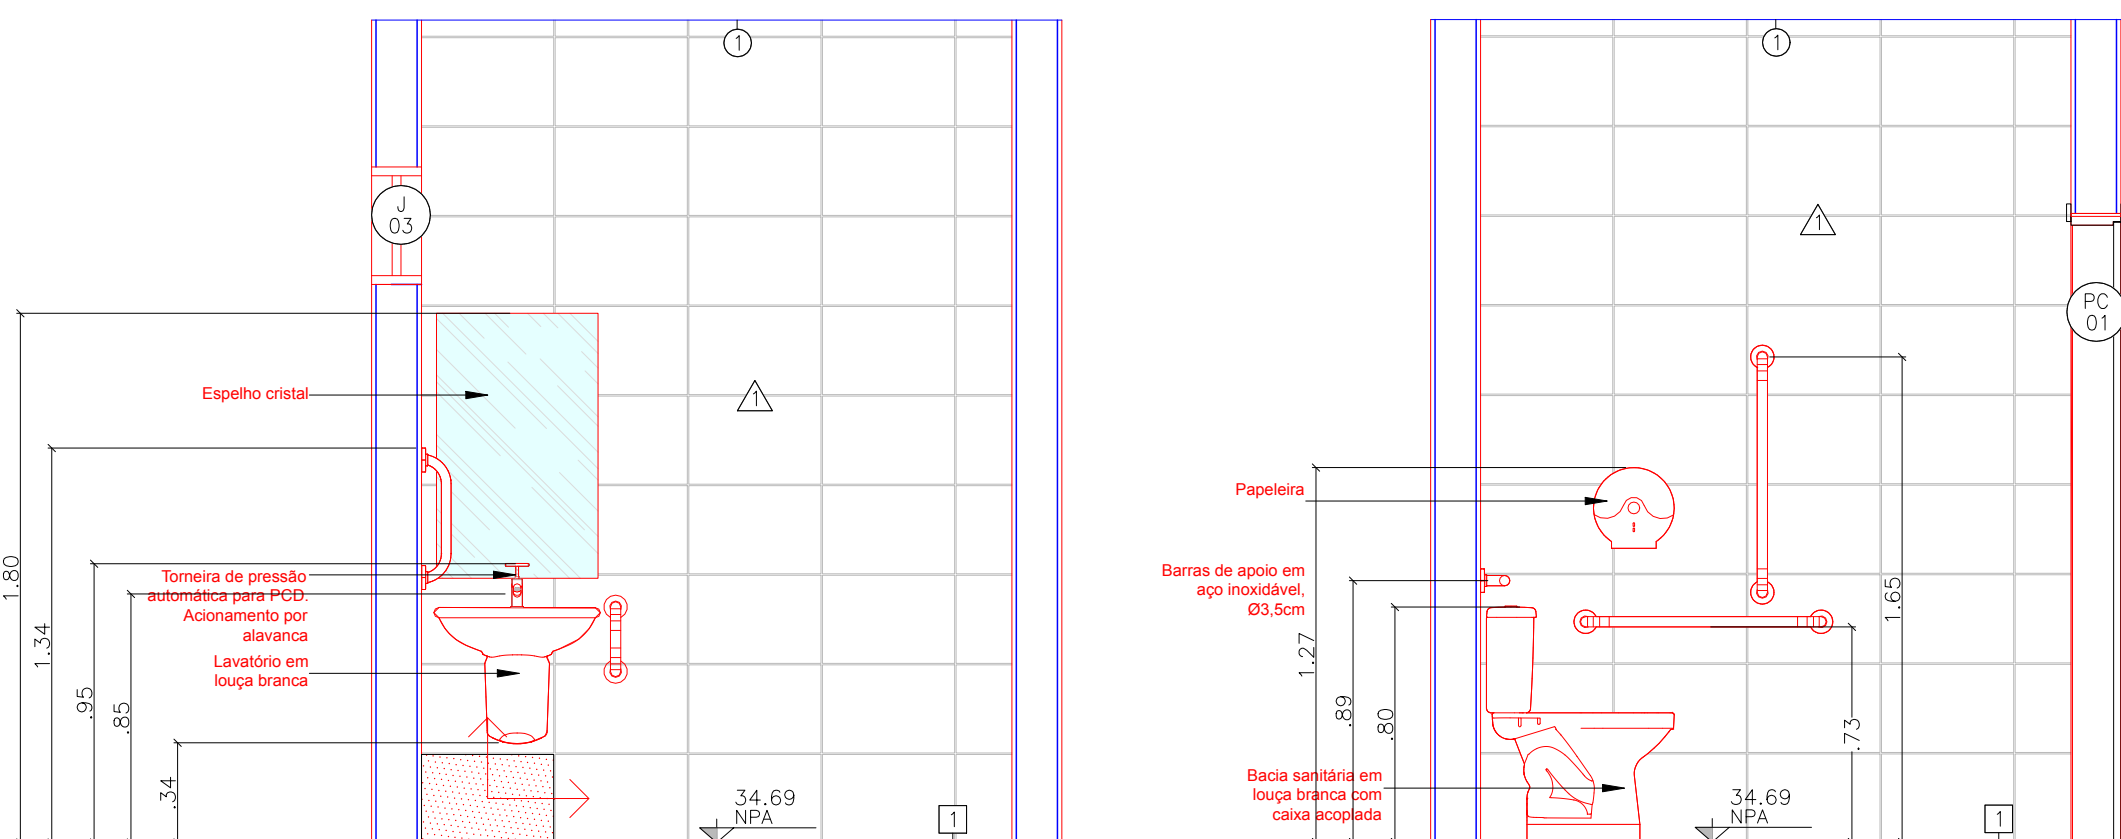 1
J
03
1
Espelho cristal
1.80
1.34
.95
.85
.34
Torneira de pressão
automática para PCD.
Acionamento por
alavanca
Lavatório em
louça branca
34.69
NPA
1
1
1
PC
01
Papeleira
Barras de apoio em
aço inoxidável,
Ø3,5cm
1.27
.89
.80
1.65
.73
Bacia sanitária em
louça branca com
caixa acoplada
34.69
NPA
1